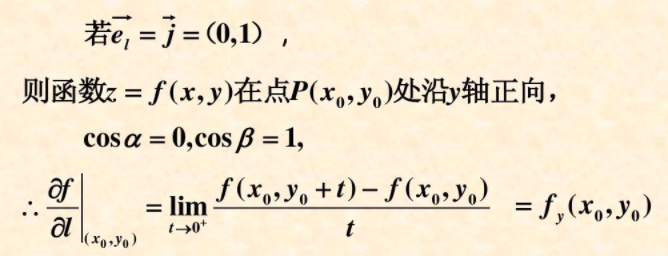 若$\vec{e_l} = \vec{j} = (0,1)$ ,
则函数$z = f(x,y)$在点$P(x_0,y_0)$处沿$y$轴正向,
$\cos\alpha = 0,\cos\beta = 1,$
$\therefore \left.\frac{\partial f}{\partial l}\right|_{(x_0,y_0)} = \lim_{t \to 0^+} \frac{f(x_0,y_0+t)-f(x_0,y_0)}{t} = f_y(x_0,y_0)$